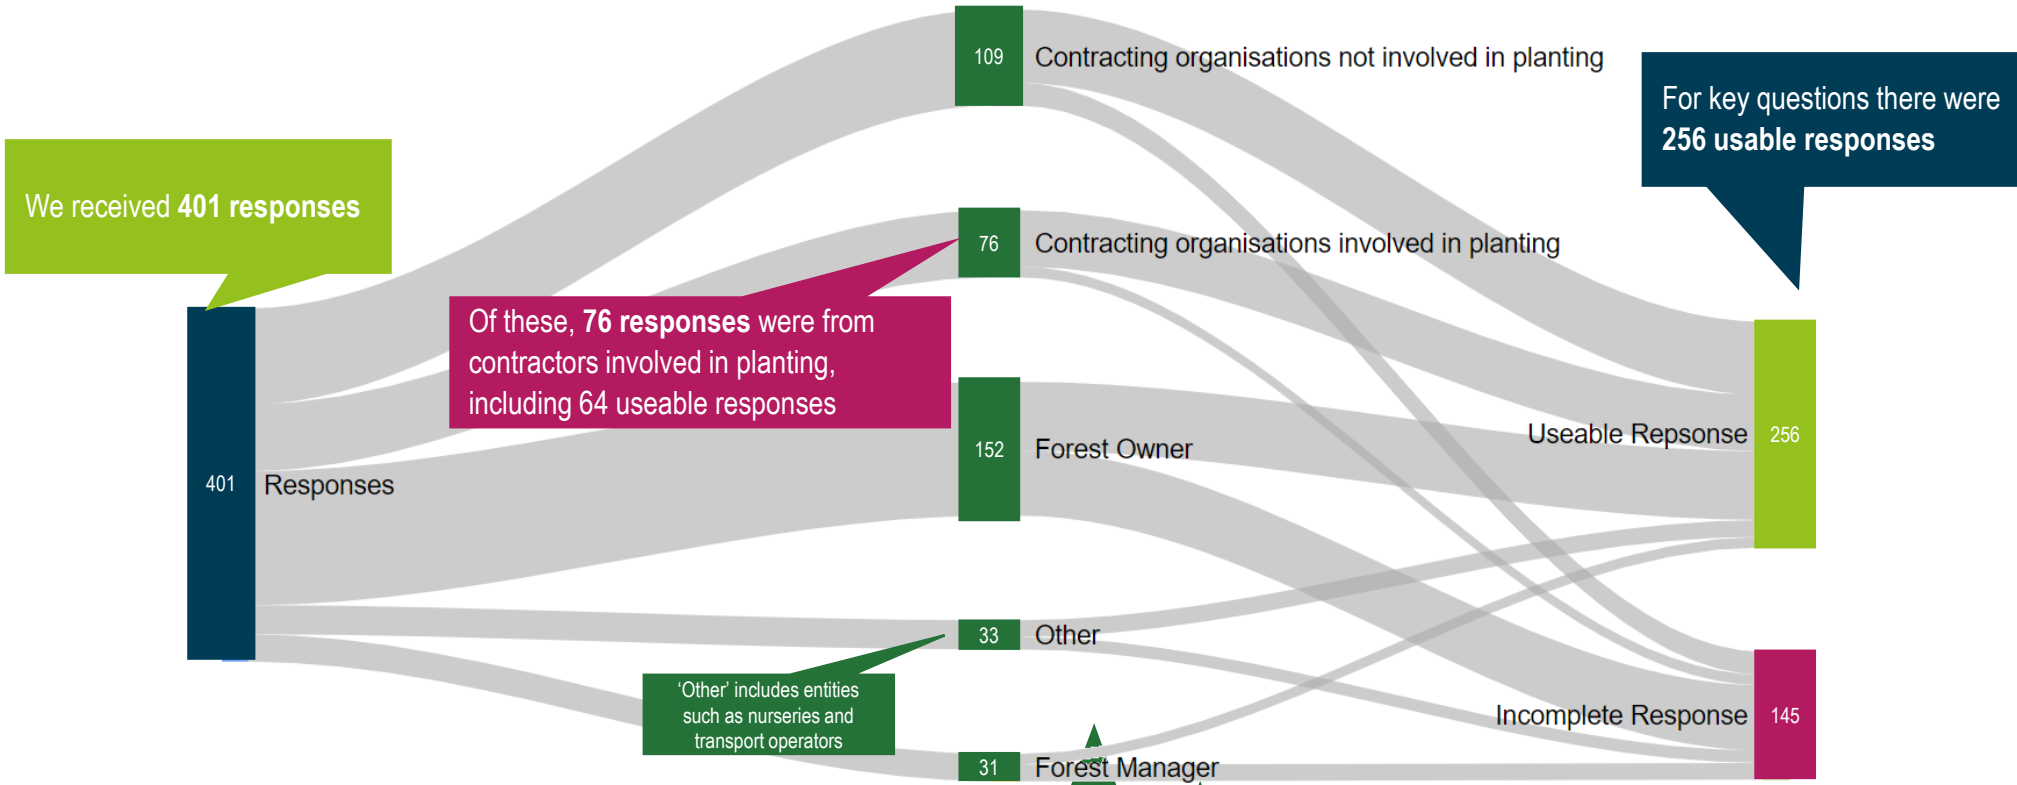 109
Contracting organisations not involved in planting
For key questions there were
256 usable responses
We received 401 responses
76
Contracting organisations involved in planting
Of these, 76 responses were from
contractors involved in planting,
including 64 useable responses
152
Forest Owner
Useable Repsonse
256
401
Responses
33
Other
'Other' includes entities
such as nurseries and
transport operators
Incomplete Response
145
31
Forest Manager